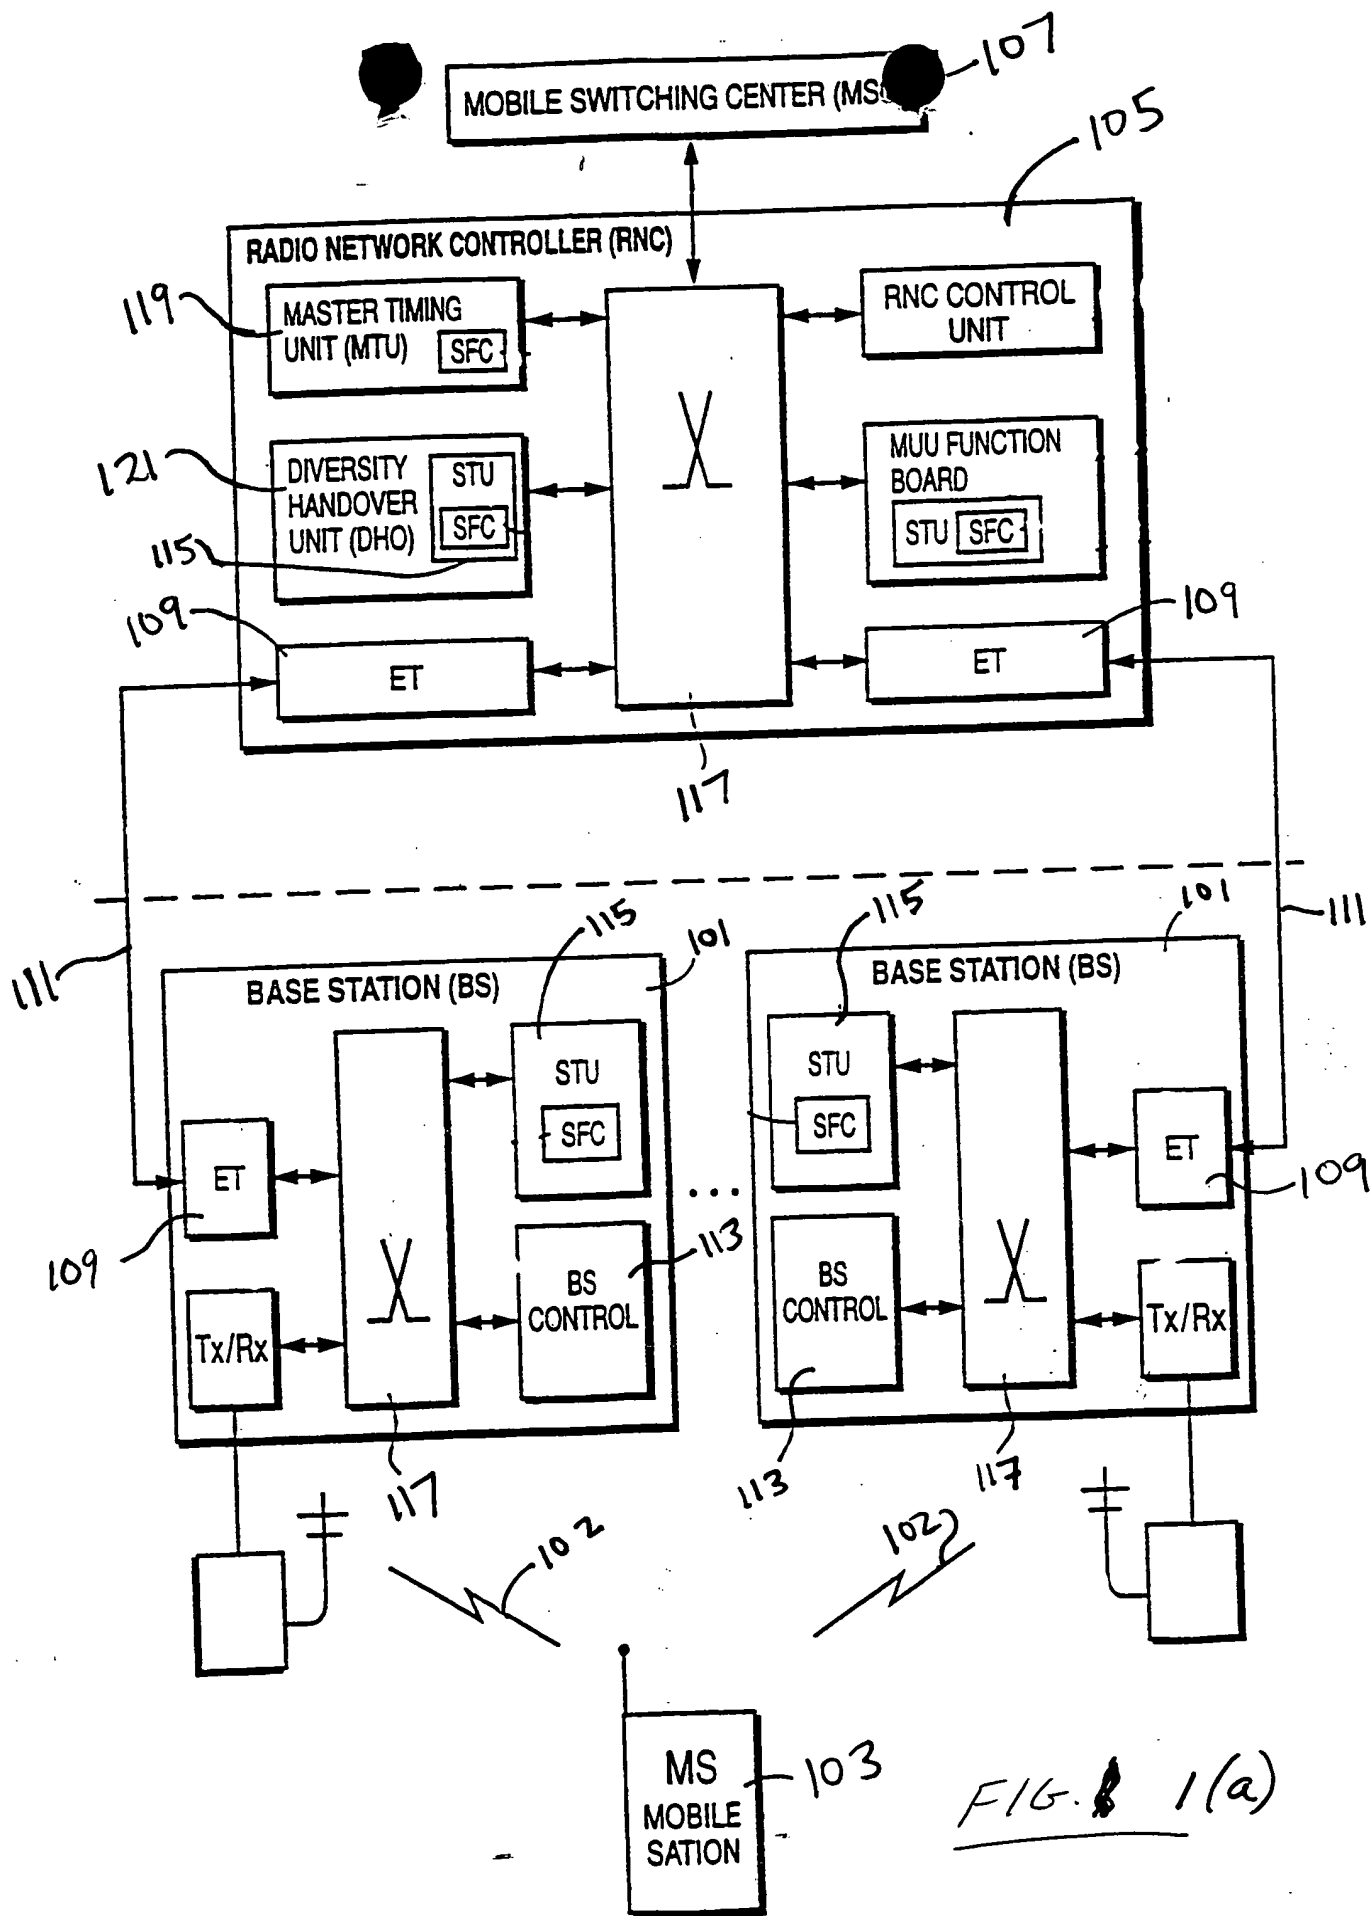 107
MOBILE SWITCHING CENTER (MS
105
RADIO NETWORK CONTROLLER (RNC)
119
MASTER TIMING
UNIT (MTU)
SFC
RNC CONTROL
UNIT
121
DIVERSITY
HANDOVER
UNIT (DHO)
STU
SFC
115
MUU FUNCTION
BOARD
STU
SFC
109
ET
109
ET
117
111
111
115
101
BASE STATION (BS)
STU
SFC
ET
109
113
BS
CONTROL
Tx/Rx
117
...
115
101
BASE STATION (BS)
STU
SFC
ET
109
BS
CONTROL
Tx/Rx
113
117
102
102
MS
MOBILE
SATION
103
FIG. 1(a)